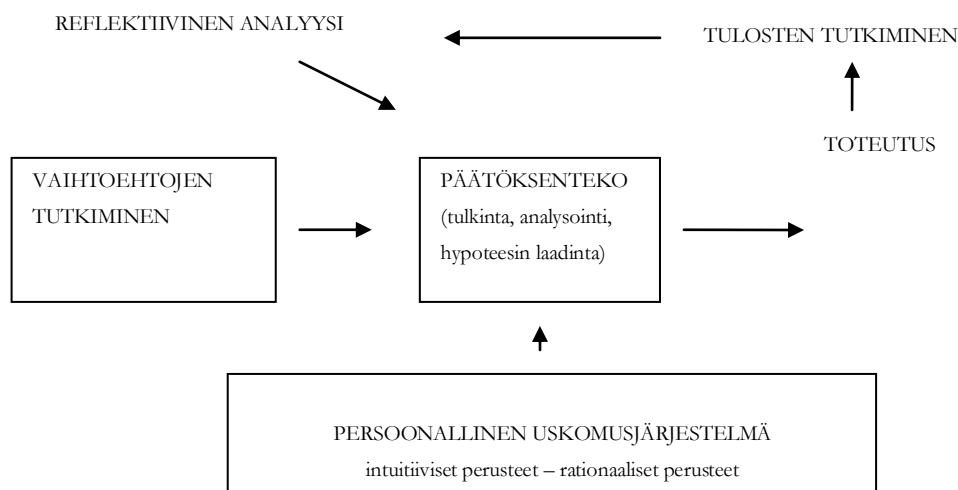 REFLEKTIIVINEN ANALYYSI
TULOSTEN TUTKIMINEN
TOTEUTUS
VAIHTOEHTOJEN
TUTKIMINEN
PÄÄTÖKSENTEKO
(tulkinta, analysointi,
hypoteesin laadinta)
PERSOONALLINEN USKOMUSJÄRJESTELMÄ
intuitiiviset perusteet – rationaaliset perusteet